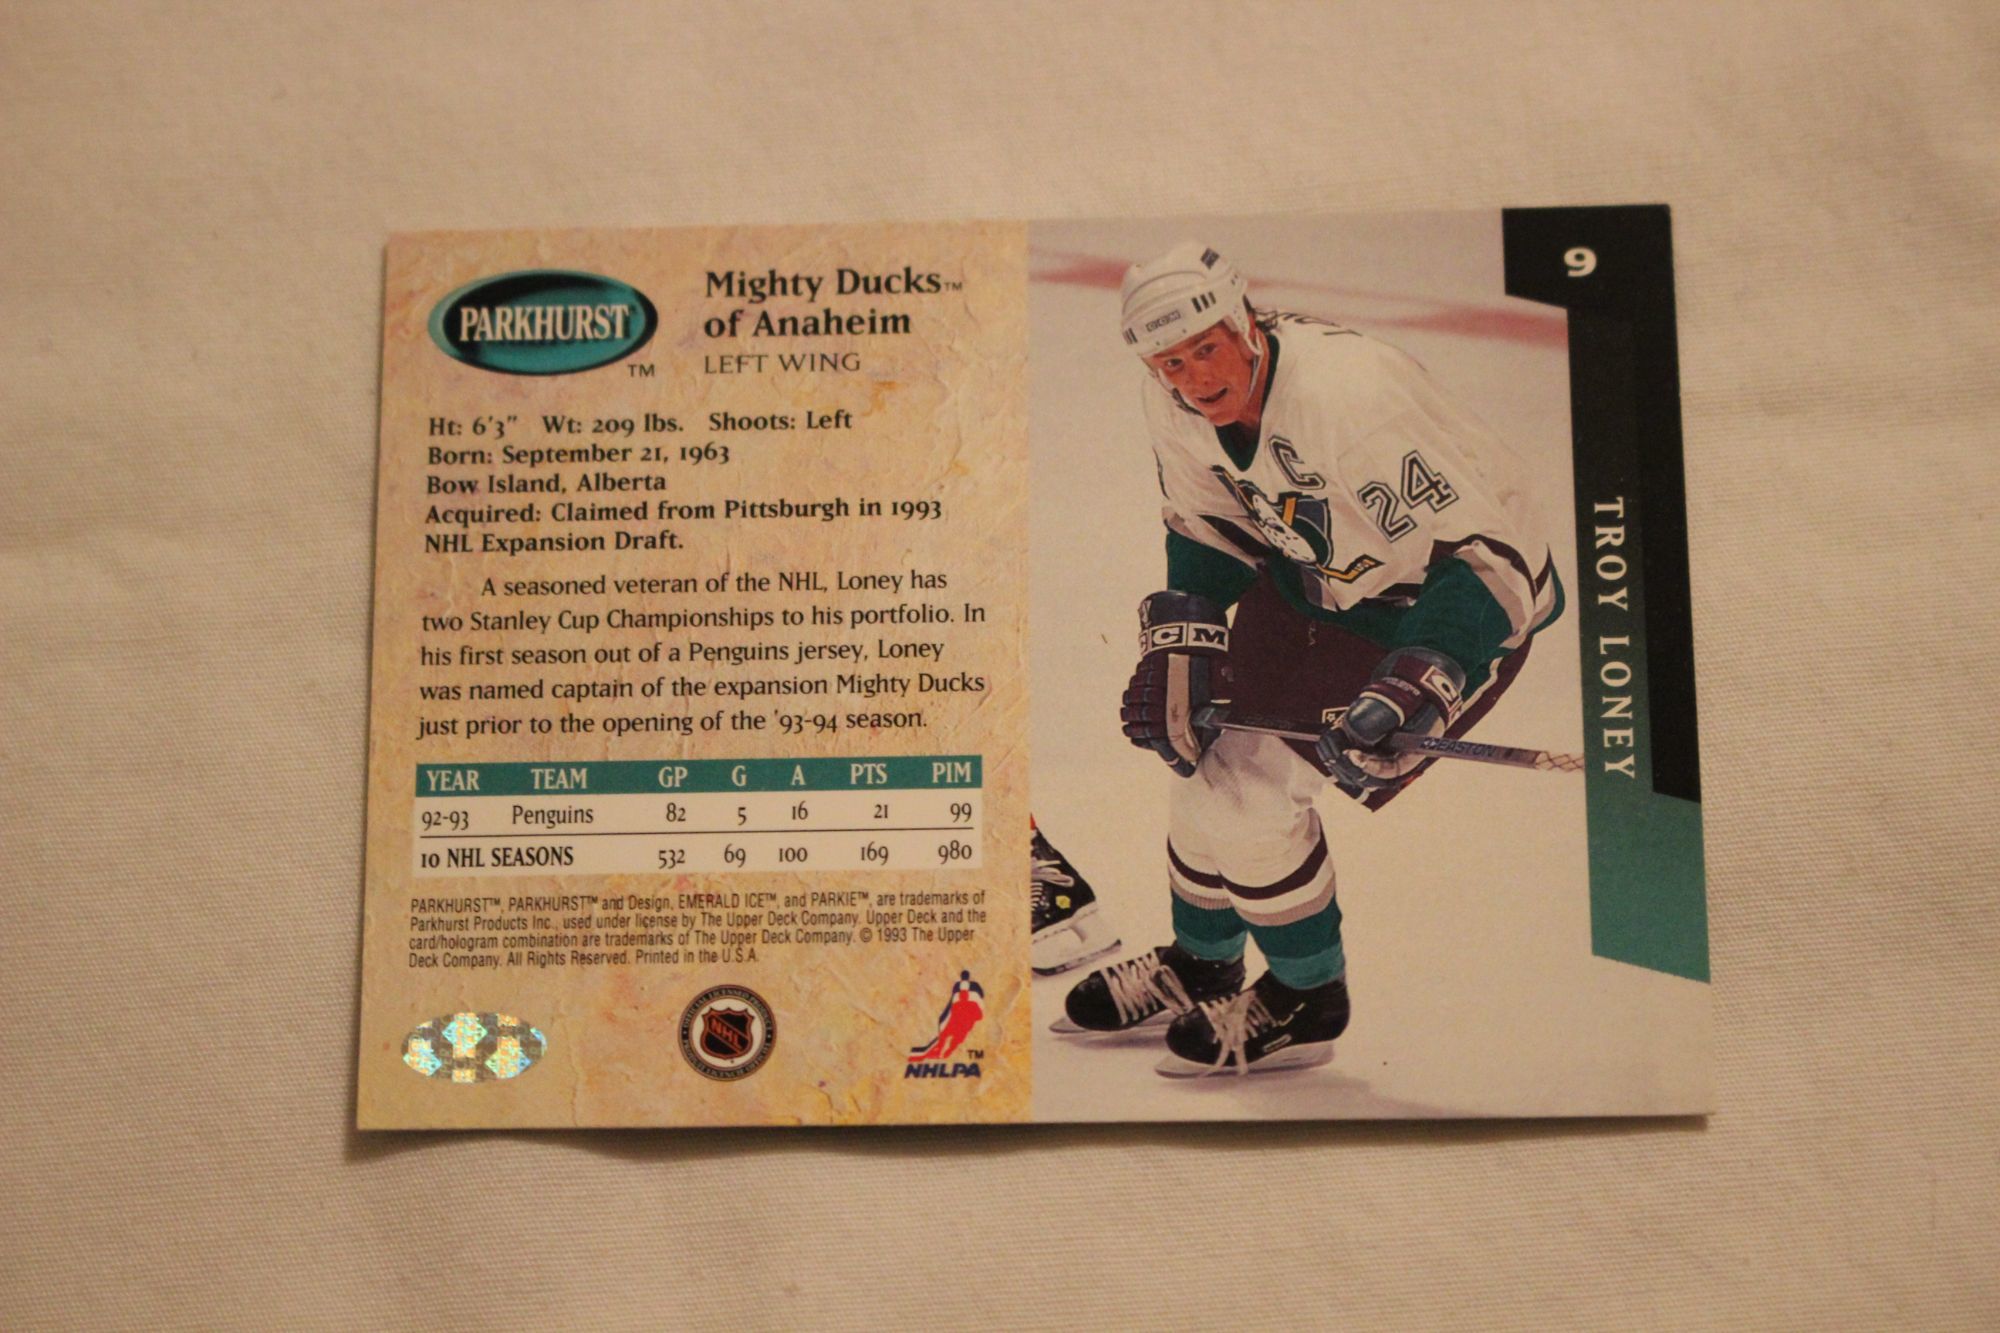 PARKHURST
TM
Mighty Ducks™
of Anaheim
LEFT WING
Ht: 6'3" Wt: 209 lbs. Shoots: Left
Born: September 21, 1963
Bow Island, Alberta
Acquired: Claimed from Pittsburgh in 1993
NHL Expansion Draft.
A seasoned veteran of the NHL, Loney has
two Stanley Cup Championships to his portfolio. In
his first season out of a Penguins jersey, Loney
was named captain of the expansion Mighty Ducks
just prior to the opening of the '93-94 season.
YEAR TEAM GP G A PTS PIM
92-93 Penguins 82 5 16 21 99
10 NHL SEASONS 532 69 100 169 980
PARKHURST™, PARKHURST™ and Design, EMERALD ICE™, and PARKIE™, are trademarks of
Parkhurst Products Inc., used under license by The Upper Deck Company. Upper Deck and the
card/hologram combination are trademarks of The Upper Deck Company. © 1993 The Upper
Deck Company. All Rights Reserved. Printed in the U.S.A.
NHL
TM
NHLPA
9
TROY LONEY
C
24
CCM
EASTON